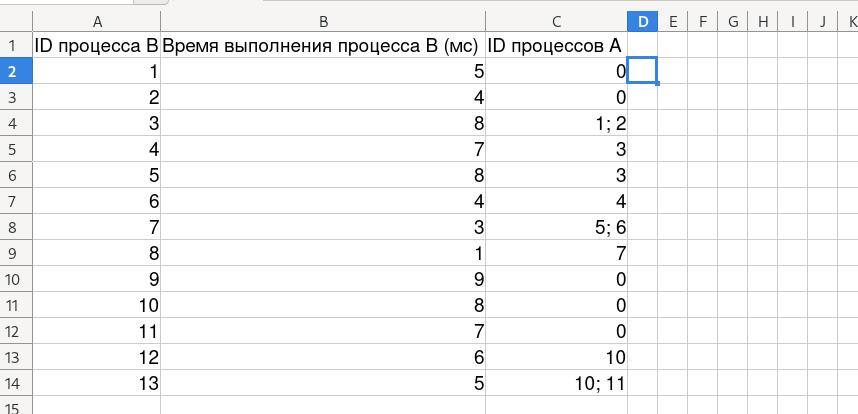 A B C D E F G H I J K
1 ID процесса B Время выполнения процесса B (мс) ID процессов A
2 1 5 0
3 2 4 0
4 3 8 1; 2
5 4 7 3
6 5 8 3
7 6 4 4
8 7 3 5; 6
9 8 1 7
10 9 9 0
11 10 8 0
12 11 7 0
13 12 6 10
14 13 5 10; 11
15